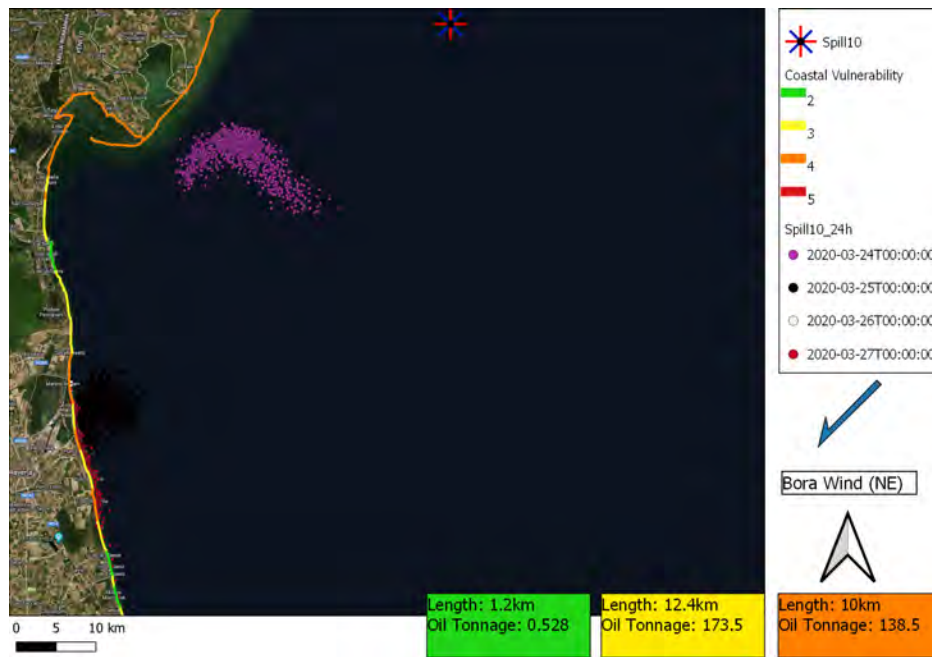 Spill10
Coastal Vulnerability
2
3
4
5
Spill10_24h
2020-03-24T00:00:00
2020-03-25T00:00:00
2020-03-26T00:00:00
2020-03-27T00:00:00
Bora Wind (NE)
Length: 1.2km
Oil Tonnage: 0.528
Length: 12.4km
Oil Tonnage: 173.5
Length: 10km
Oil Tonnage: 138.5
0 5 10 km